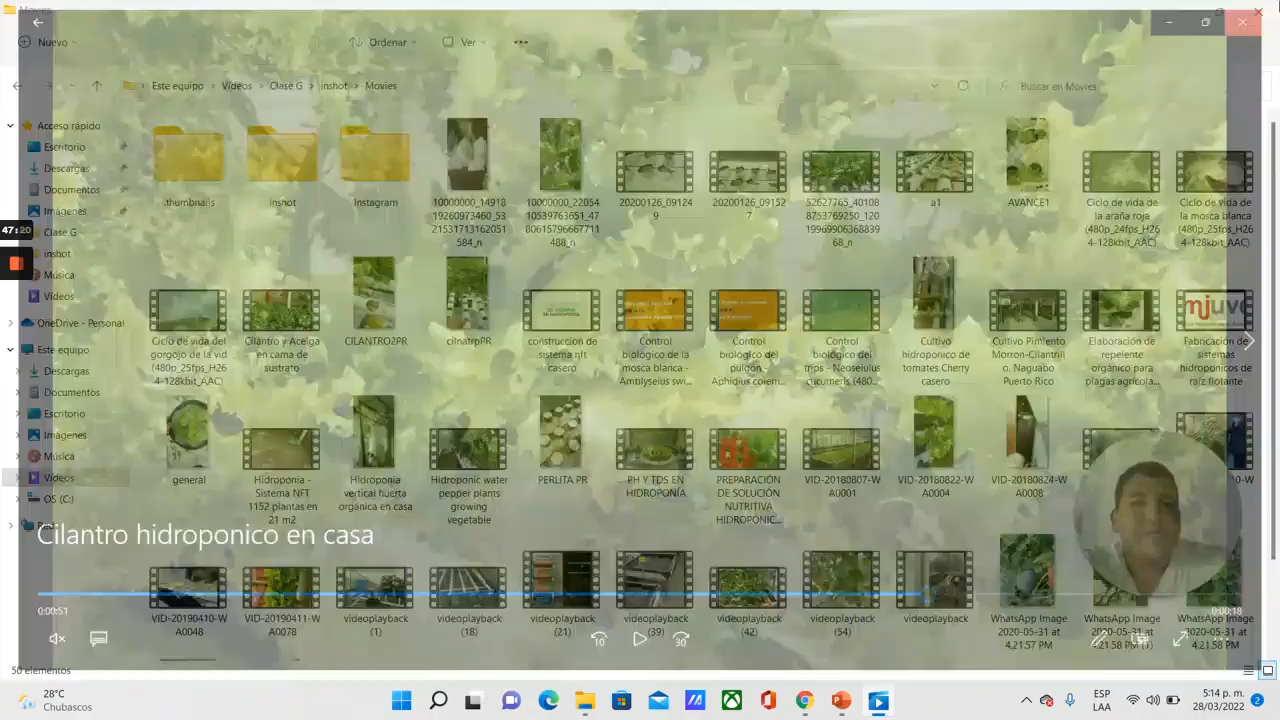 Movies
Nuevo
Ordenar
Ver
Este equipo
Vídeos
Clase G
inshot
Movies
Buscar en Movies
Acceso rápido
Escritorio
Descargas
Documentos
Imágenes
Clase G
inshot
Música
Vídeos
OneDrive - Personal
Este equipo
Descargas
Documentos
Escritorio
Imágenes
Música
Vídeos
OS (C:)
47:20
.thumbnails
Inshot
Instagram
10000000_14918
19260973460_53
21531713162051
584_n
10000000_22054
10539763651_47
80615796667711
488_n
20200126_09124
9
20200126_09152
7
52627765_40108
8753769250_120
19969906368839
68_n
a1
AVANCE1
Ciclo de vida de
la araña roja
(480p_24fps_H26
4-128kbit_AAC)
Ciclo de vida de
la mosca blanca
(480p_25fps_H26
4-128kbit_AAC)
Ciclo de vida del
gorgojo de la vid
(480p_25fps_H26
4-128kbit_AAC)
Cilantro y Acelga
en cama de
sustrato
CILANTRO2PR
cilnatrpPR
construccion de
sistema nft
casero
Control
biológico de la
mosca blanca -
Amblyseius swi...
Control
biológico del
pulgón -
Aphidius colem...
Control
biológico del
trips - Neoseiulus
cucumeris (480...
Cultivo
hidroponico de
tomates Cherry
casero
Cultivo Pimiento
Morron-Cilantrill
o, Naguabo
Puerto Rico
Elaboración de
repelente
orgánico para
plagas agrícola...
mjuve
Fabricación de
sistemas
hidroponicos de
raíz flotante
general
Hidroponia -
Sistema NFT
1152 plantas en
21 m2
Hidroponia
vertical huerta
orgánica en casa
Hidroponic water
pepper plants
growing
vegetable
PERLITA PR
PH Y TDS EN
HIDROPONÍA
PREPARACIÓN
DE SOLUCIÓN
NUTRITIVA
HIDROPONIC...
VID-20180807-W
A0001
VID-20180822-W
A0004
VID-20180824-W
A0008
Cilantro hidroponico en casa
0:00:51
0:00:18
VID-20190410-W
A0048
VID-20190411-W
A0078
videoplayback
(1)
videoplayback
(18)
videoplayback
(21)
videoplayback
(39)
videoplayback
(42)
videoplayback
(54)
videoplayback
WhatsApp Image
2020-05-31 at
4.21.57 PM
WhatsApp Image
2020-05-31 at
4.21.58 PM (1)
WhatsApp Image
2020-05-31 at
4.21.58 PM
10
30
50 elementos
28°C
Chubascos
ESP
LAA
5:14 p. m.
28/03/2022
2